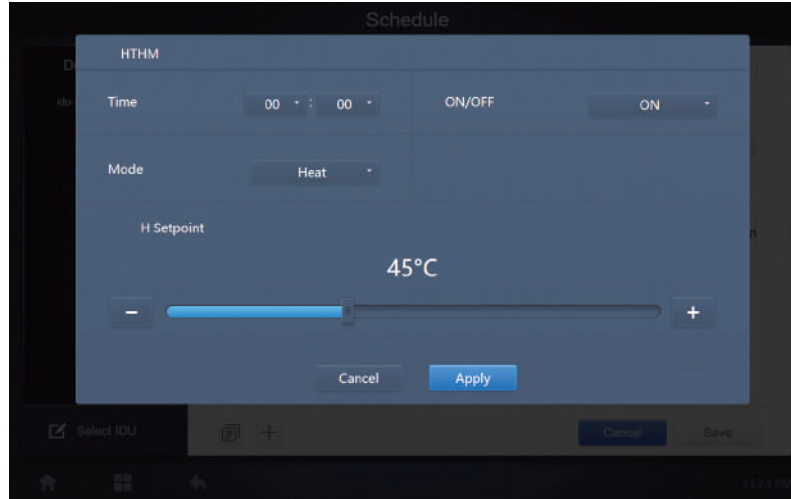 Schedule
HTHM
Time 00 : 00 ON/OFF ON
Mode Heat
H Setpoint
45°C
− +
Cancel Apply
Select IDU + Cancel Save